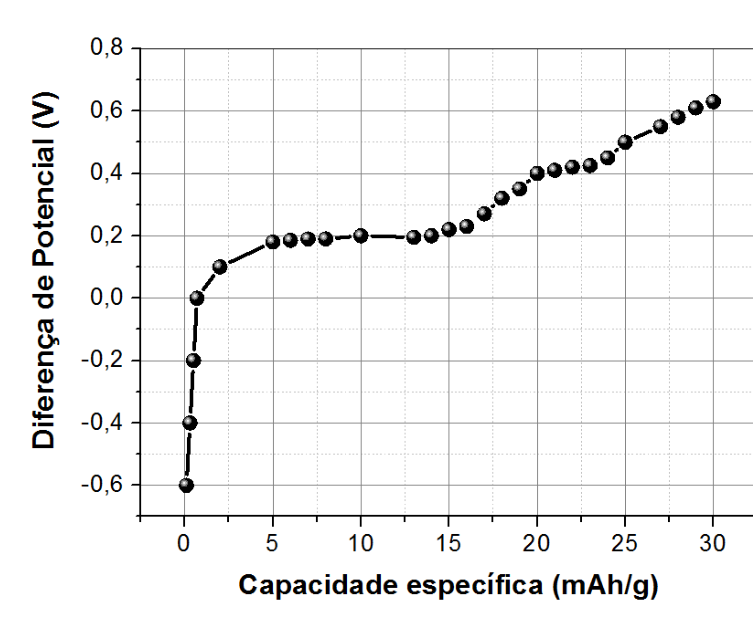 0,8
0,6
0,4
0,2
0,0
-0,2
-0,4
-0,6
Diferença de Potencial (V)
0 5 10 15 20 25 30
Capacidade específica (mAh/g)